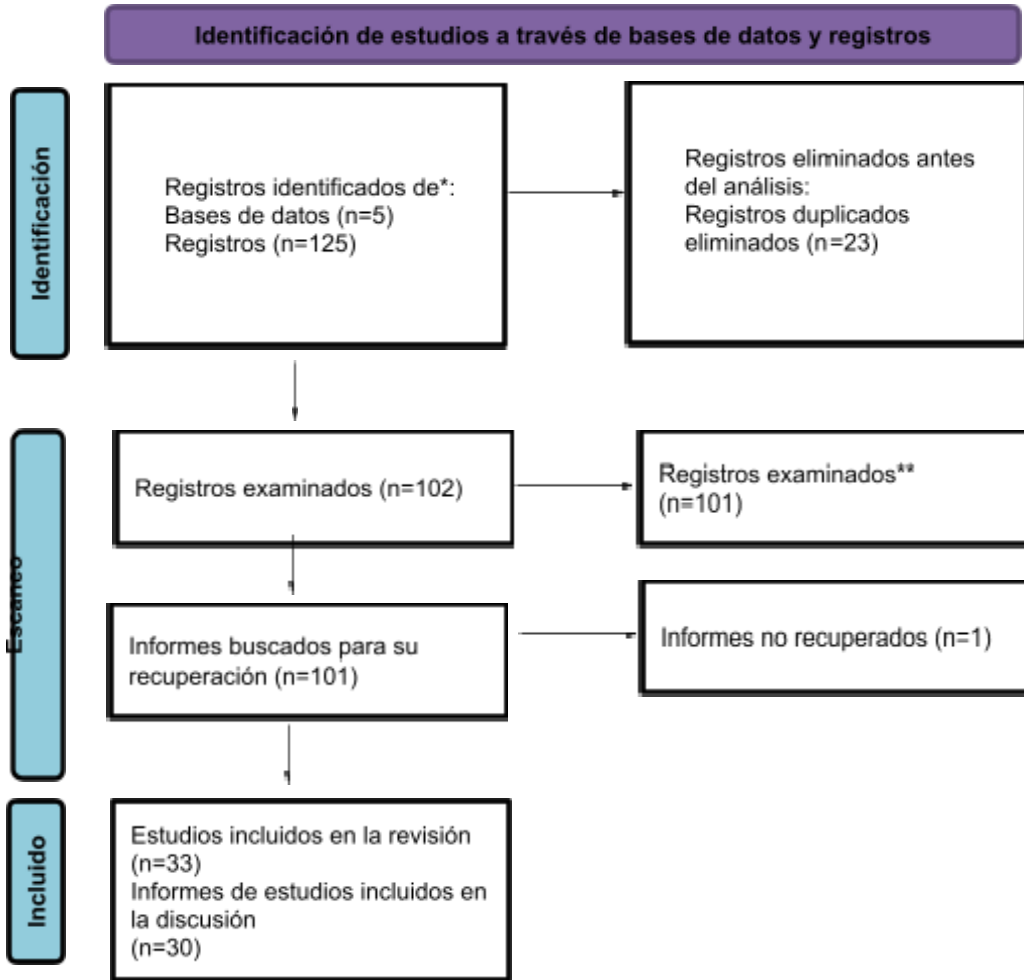 Identificación de estudios a través de bases de datos y registros
Identificación
Registros identificados de*:
Bases de datos (n=5)
Registros (n=125)
Registros eliminados antes
del análisis:
Registros duplicados
eliminados (n=23)
Escaneo
Registros examinados (n=102)
Registros examinados**
(n=101)
Informes buscados para su
recuperación (n=101)
Informes no recuperados (n=1)
Incluido
Estudios incluidos en la revisión
(n=33)
Informes de estudios incluidos en
la discusión
(n=30)